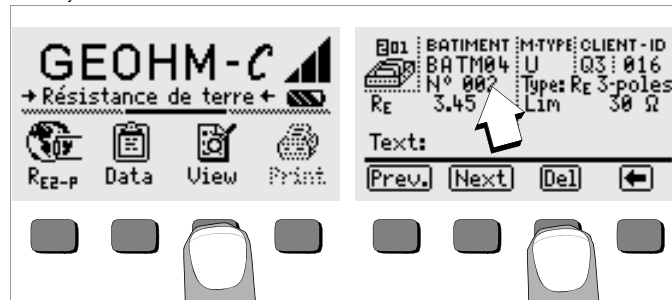 GEOHM-C
→ Résistance de terre ←
RE2-P Data View Print
01 BATIMENT M-TYPE CLIENT-ID
BATM04 U Q3 016
N° 002 Type: RE 3-poles
RE 3.45 Lim 30 Ω
Text:
Prev. Next Del ←